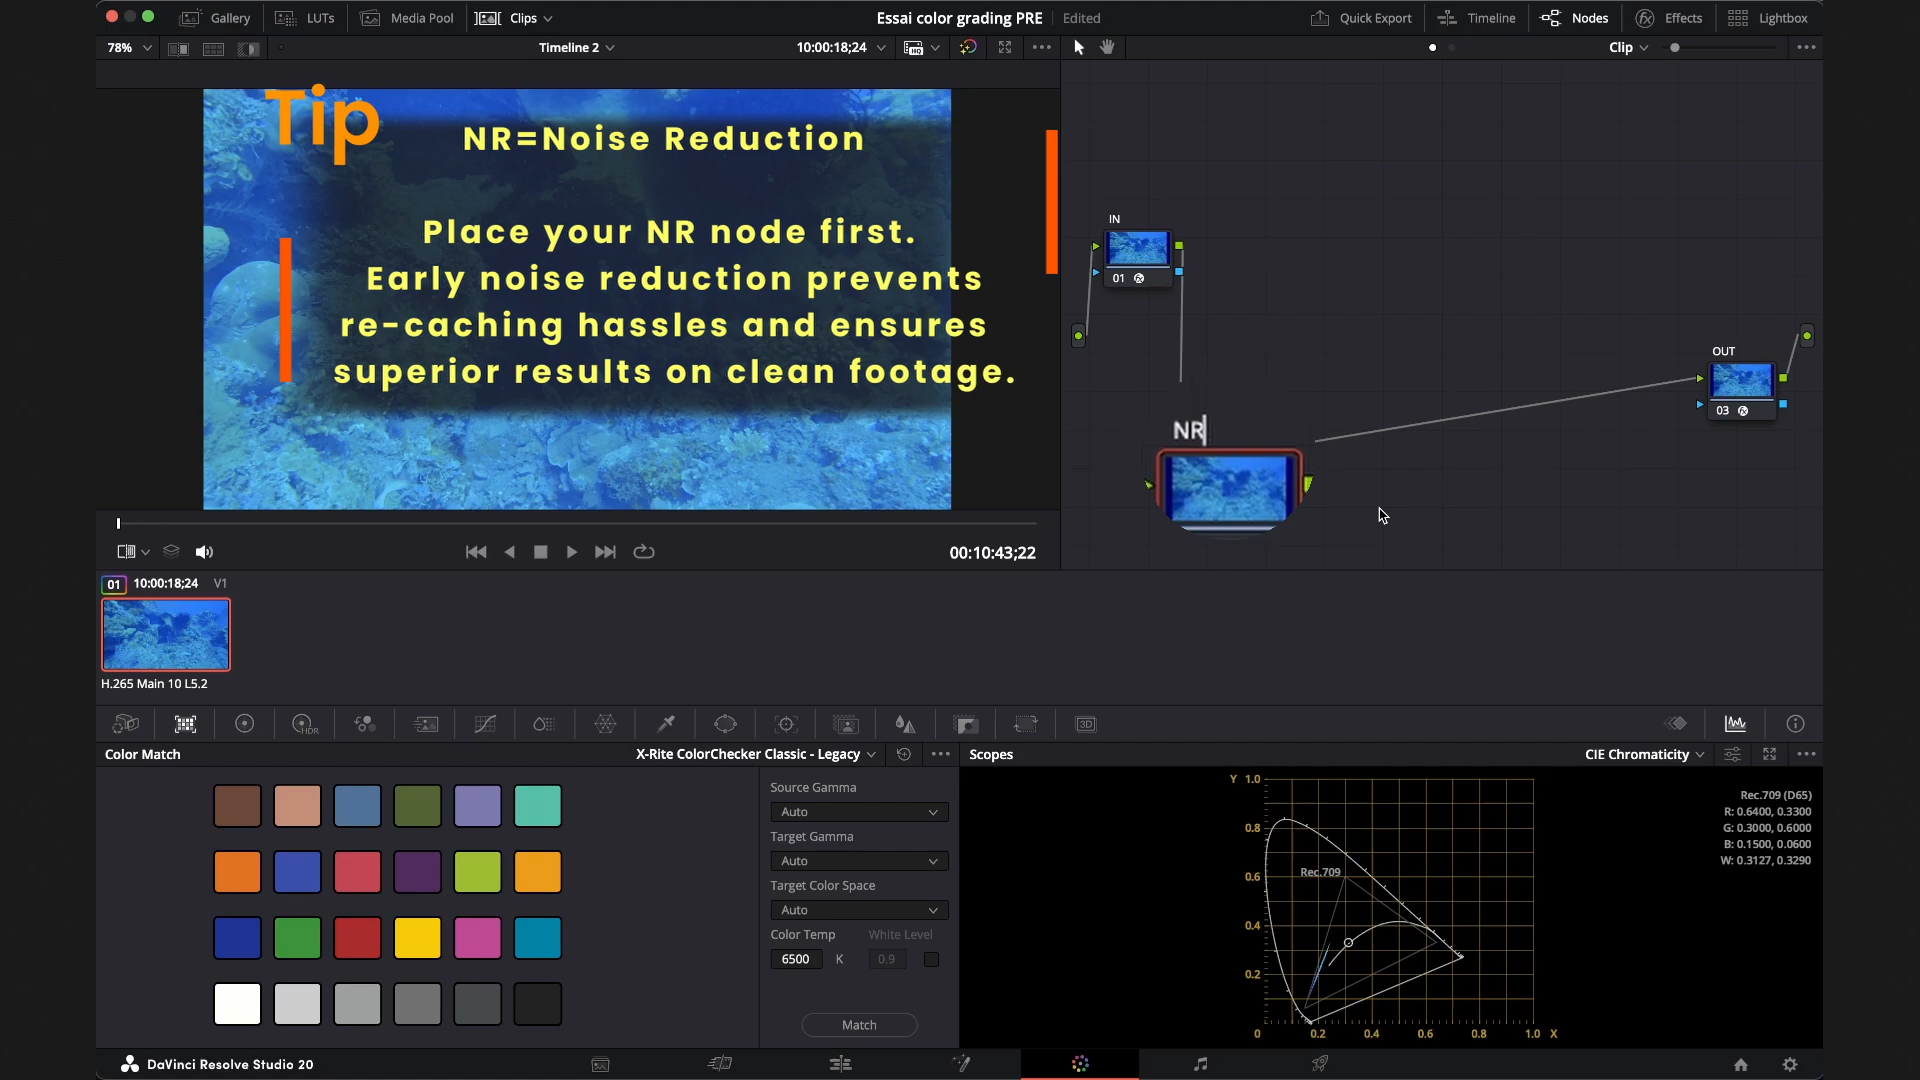 Gallery
LUTs
Media Pool
Clips
Essai color grading PRE
Edited
Quick Export
Timeline
Nodes
Effects
Lightbox
78%
Timeline 2
10:00:18;24
Clip
Tip
NR=Noise Reduction
Place your NR node first.
Early noise reduction prevents
re-caching hassles and ensures
superior results on clean footage.
IN
01
NR
OUT
03
00:10:43;22
01 10:00:18;24 V1
H.265 Main 10 L5.2
HDR
3D
Color Match
X-Rite ColorChecker Classic - Legacy
Source Gamma
Auto
Target Gamma
Auto
Target Color Space
Auto
Color Temp White Level
6500 K 0.9
Match
Scopes
CIE Chromaticity
Y 1.0
0.8
0.6
0.4
0.2
0 0.2 0.4 0.6 0.8 1.0 X
Rec.709
Rec.709 (D65)
R: 0.6400, 0.3300
G: 0.3000, 0.6000
B: 0.1500, 0.0600
W: 0.3127, 0.3290
DaVinci Resolve Studio 20